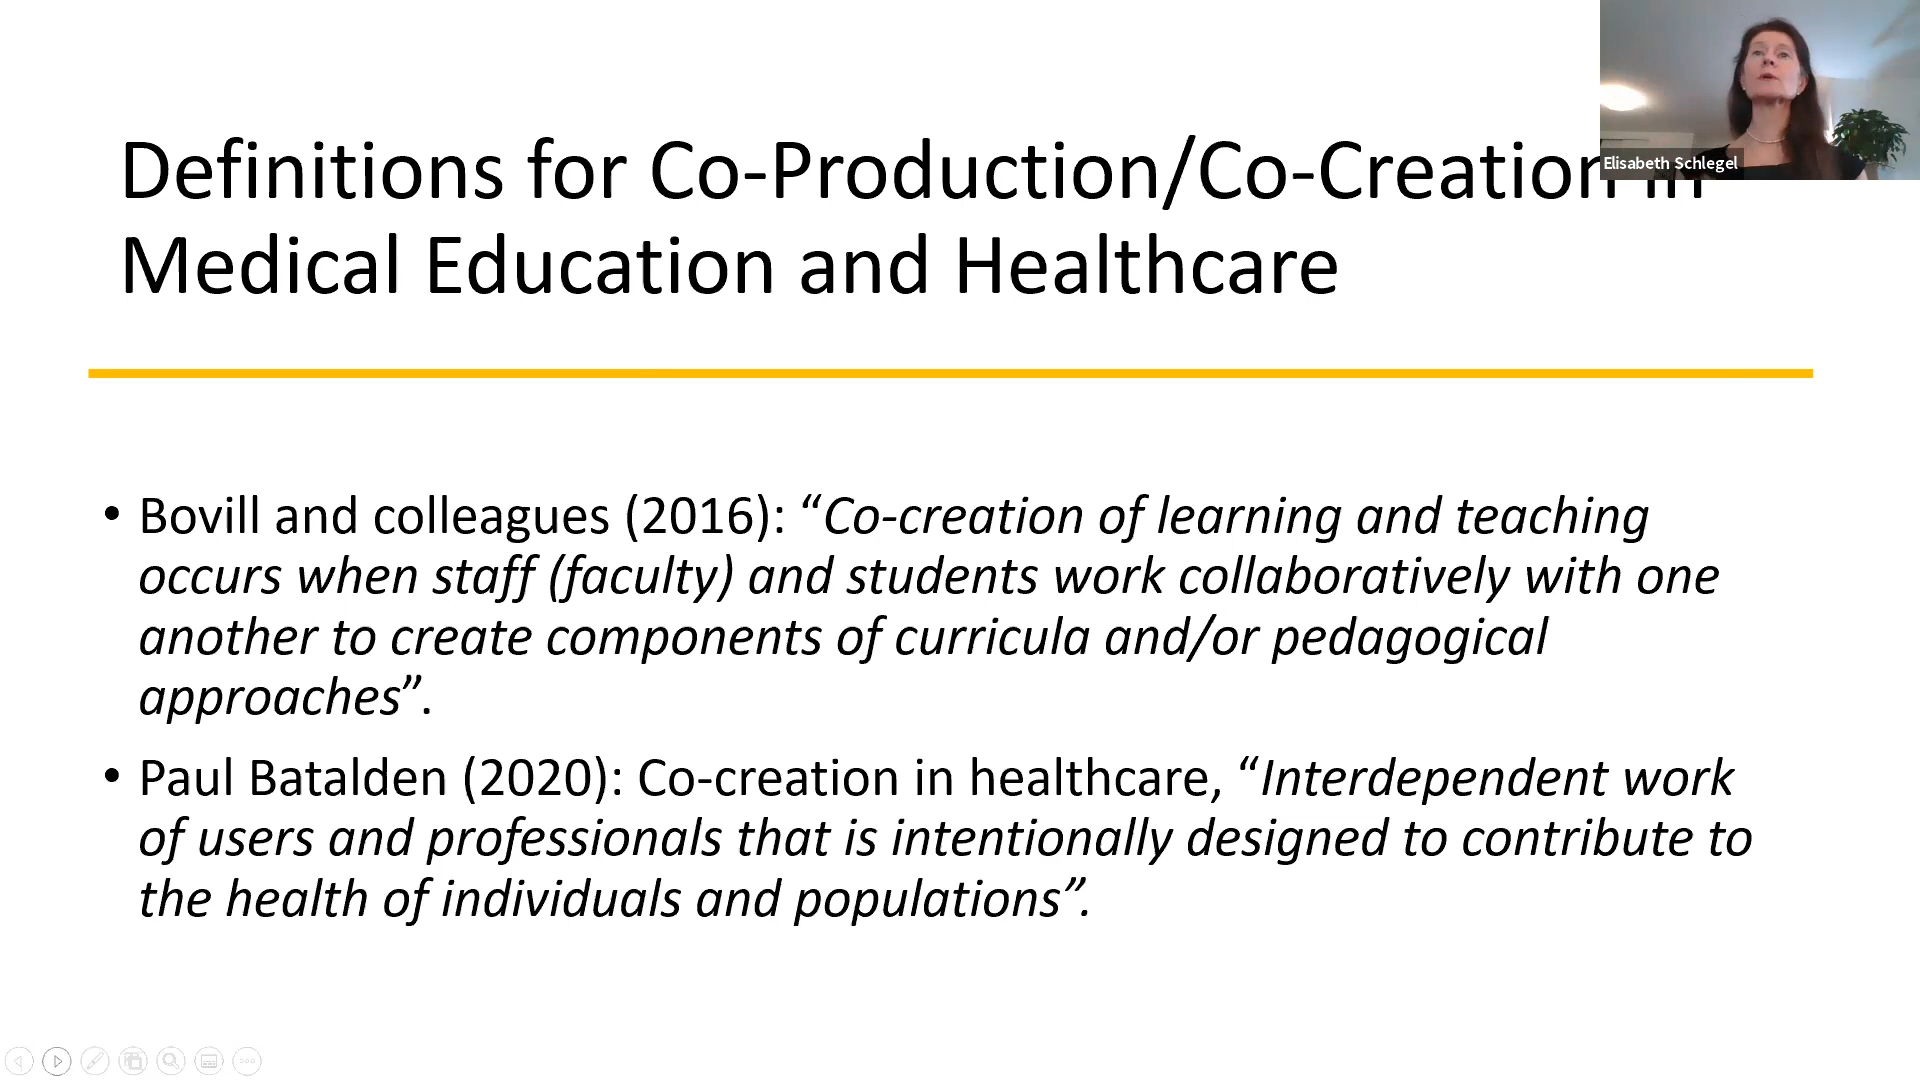 Definitions for Co-Production/Co-Creation in
Medical Education and Healthcare
Elisabeth Schlegel
• Bovill and colleagues (2016): “Co-creation of learning and teaching
occurs when staff (faculty) and students work collaboratively with one
another to create components of curricula and/or pedagogical
approaches”.
• Paul Batalden (2020): Co-creation in healthcare, “Interdependent work
of users and professionals that is intentionally designed to contribute to
the health of individuals and populations”.